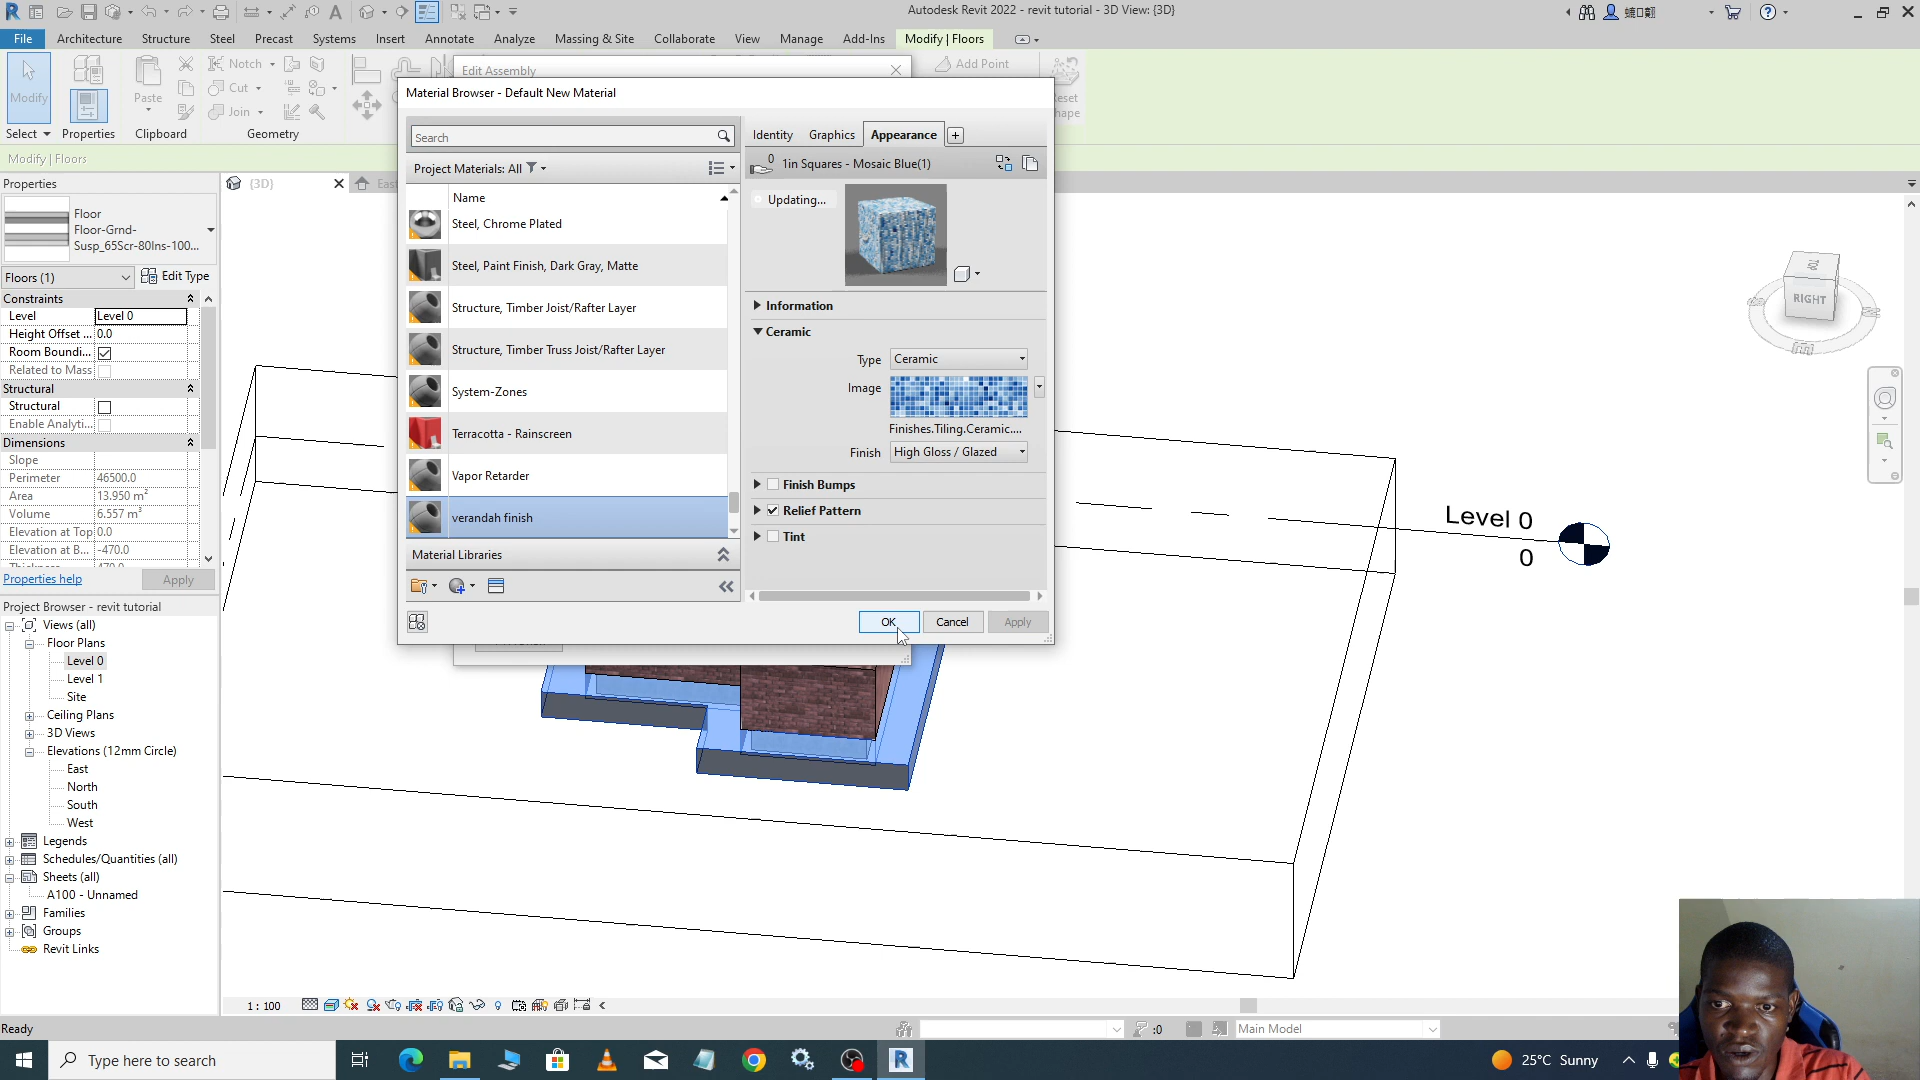 Autodesk Revit 2022 - revit tutorial - 3D View: {3D}
File Architecture Structure Steel Precast Systems Insert Annotate Analyze Massing & Site Collaborate View Manage Add-Ins Modify | Floors
Modify
Paste
Notch
Cut
Join
Add Point
Select Properties Clipboard Geometry
Modify | Floors
Edit Assembly
Material Browser - Default New Material
Search
Project Materials: All
Name
Steel, Chrome Plated
Steel, Paint Finish, Dark Gray, Matte
Structure, Timber Joist/Rafter Layer
Structure, Timber Truss Joist/Rafter Layer
System-Zones
Terracotta - Rainscreen
Vapor Retarder
verandah finish
Material Libraries
Identity Graphics Appearance
0
1in Squares - Mosaic Blue(1)
Updating...
Information
Ceramic
Type Ceramic
Image
Finishes.Tiling.Ceramic....
Finish High Gloss / Glazed
Finish Bumps
Relief Pattern
Tint
OK Cancel Apply
Properties
Floor
Floor-Grnd-
Susp_65Scr-80Ins-100...
Floors (1) Edit Type
Constraints
Level Level 0
Height Offset ... 0.0
Room Boundi...
Related to Mass
Structural
Structural
Enable Analyti...
Dimensions
Slope
Perimeter 46500.0
Area 13.950 m²
Volume 6.557 m³
Elevation at Top 0.0
Elevation at B... -470.0
Properties help Apply
Project Browser - revit tutorial
Views (all)
Floor Plans
Level 0
Level 1
Site
Ceiling Plans
3D Views
Elevations (12mm Circle)
East
North
South
West
Legends
Schedules/Quantities (all)
Sheets (all)
A100 - Unnamed
Families
Groups
Revit Links
{3D}
TOP
RIGHT
Level 0
0
1 : 100
Ready
:0
Main Model
Type here to search
25°C Sunny